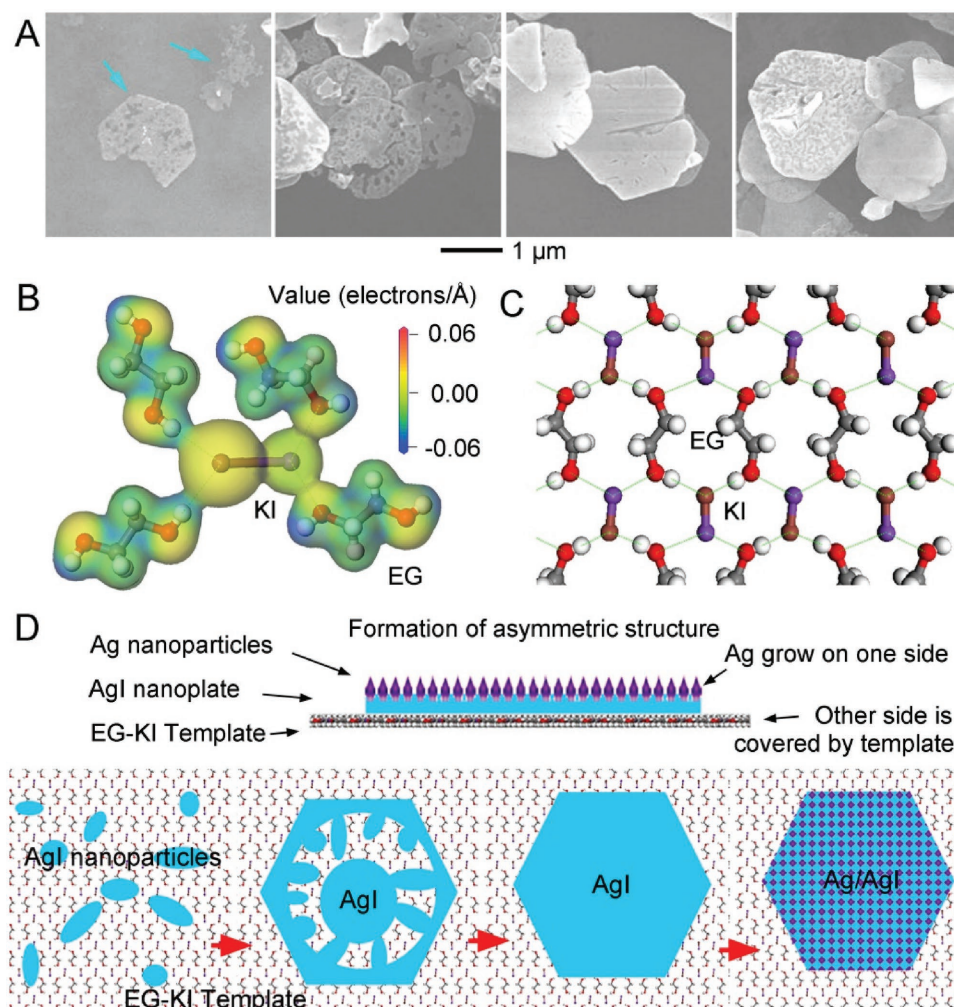 A
1 µm
B
Value (electrons/Å)
0.06
0.00
-0.06
KI
EG
C
EG
KI
D
Formation of asymmetric structure
Ag nanoparticles
AgI nanoplate
EG-KI Template
Ag grow on one side
Other side is
covered by template
AgI nanoparticles
EG-KI Template
AgI
AgI
Ag/AgI